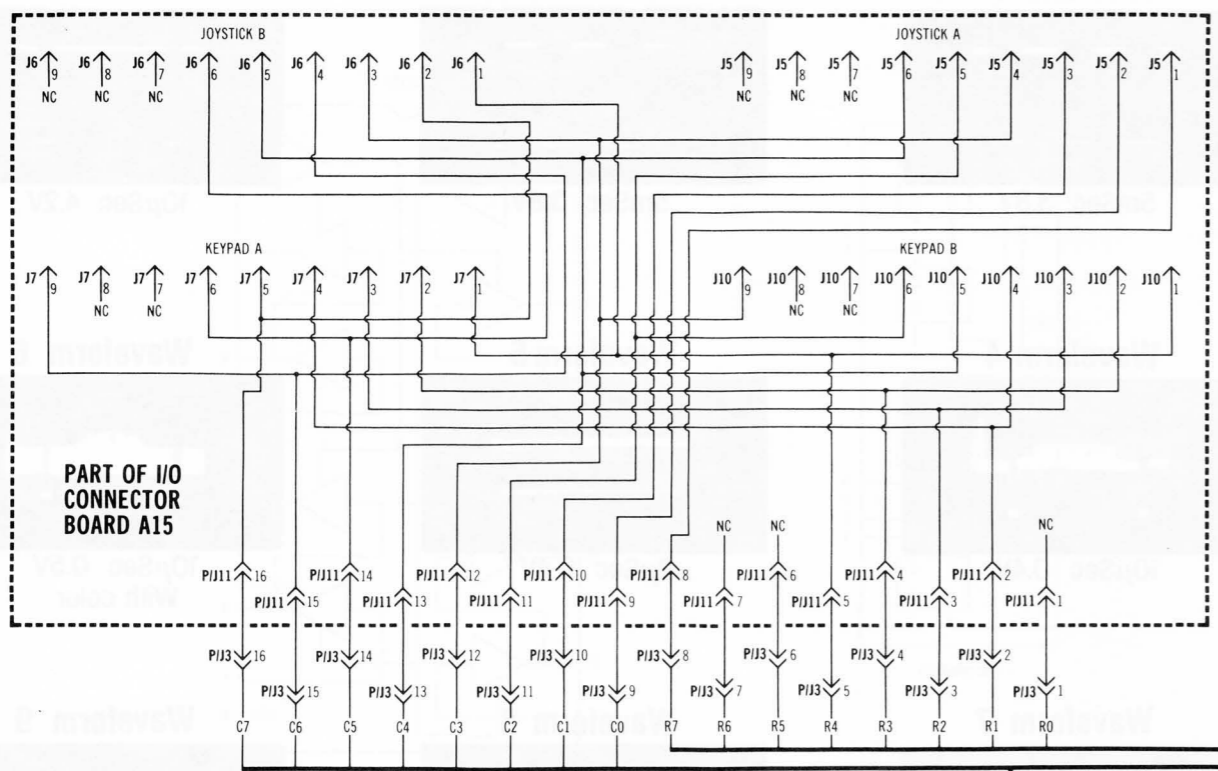 JOYSTICK B
JOYSTICK A
J6 9 J6 8 J6 7 J6 6 J6 5 J6 4 J6 3 J6 2 J6 1
J5 9 J5 8 J5 7 J5 6 J5 5 J5 4 J5 3 J5 2 J5 1
NC NC NC
NC NC NC
KEYPAD A
KEYPAD B
J7 9 J7 8 J7 7 J7 6 J7 5 J7 4 J7 3 J7 2 J7 1
J10 9 J10 8 J10 7 J10 6 J10 5 J10 4 J10 3 J10 2 J10 1
NC NC
NC NC
PART OF I/O
CONNECTOR
BOARD A15
NC NC NC
P/J11 16 P/J11 14 P/J11 12 P/J11 10 P/J11 8 P/J11 6 P/J11 4 P/J11 2
P/J11 15 P/J11 13 P/J11 11 P/J11 9 P/J11 7 P/J11 5 P/J11 3 P/J11 1
P/J3 16 P/J3 14 P/J3 12 P/J3 10 P/J3 8 P/J3 6 P/J3 4 P/J3 2
P/J3 15 P/J3 13 P/J3 11 P/J3 9 P/J3 7 P/J3 5 P/J3 3 P/J3 1
C7 C6 C5 C4 C3 C2 C1 C0 R7 R6 R5 R4 R3 R2 R1 R0